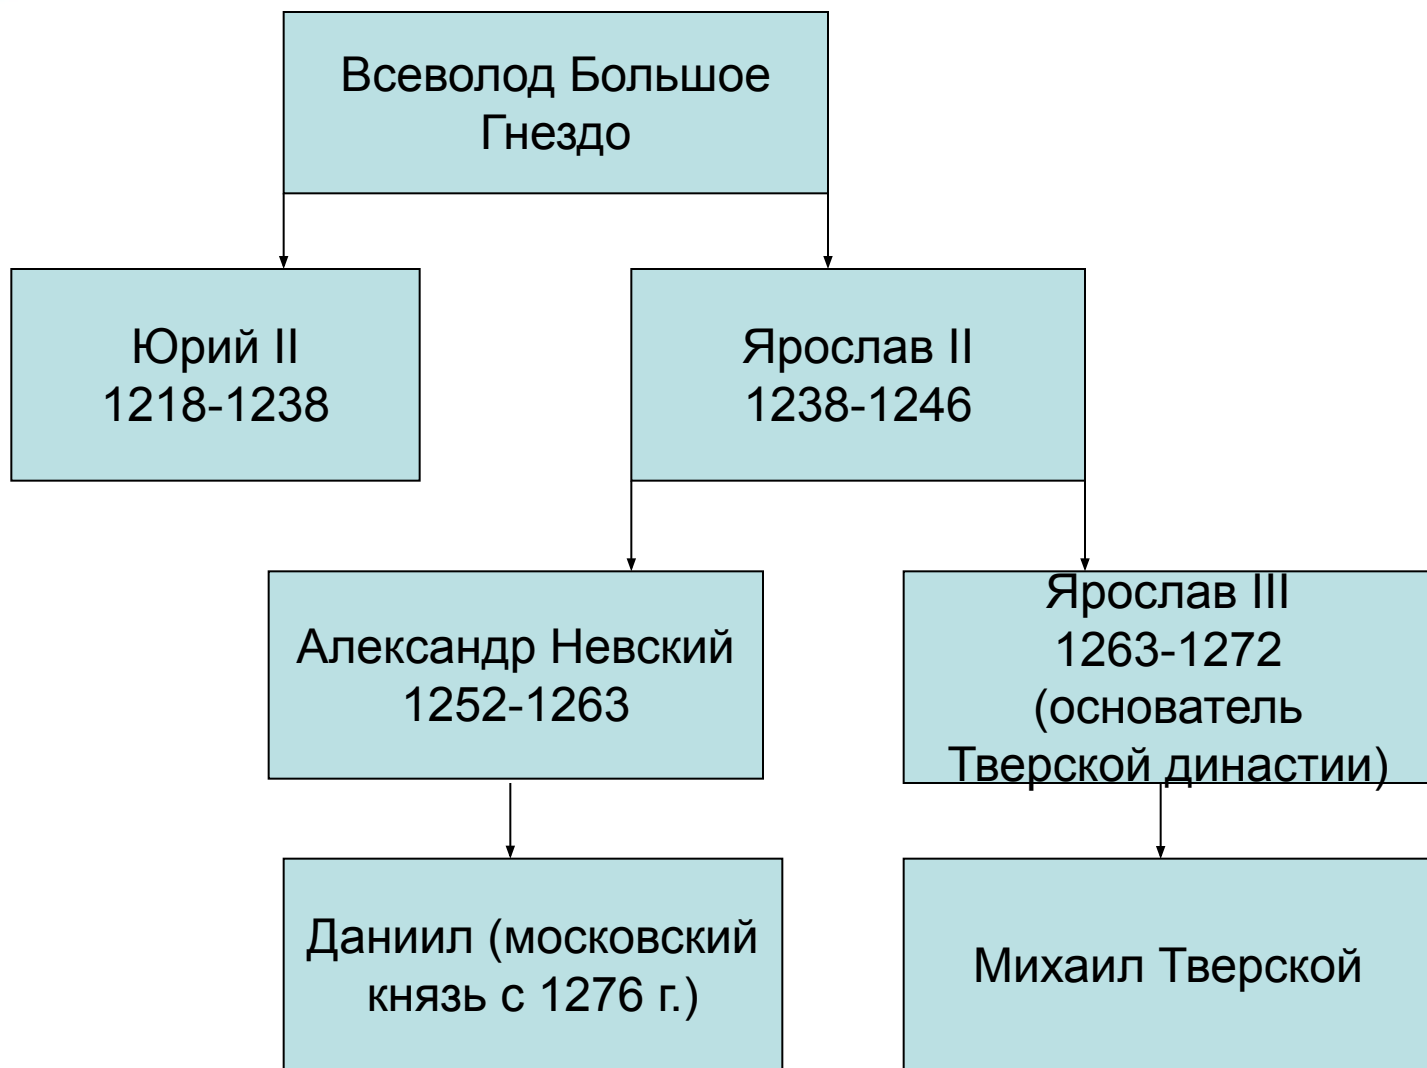 Всеволод Большое
Гнездо
Юрий II
1218-1238
Ярослав II
1238-1246
Александр Невский
1252-1263
Ярослав III
1263-1272
(основатель
Тверской династии)
Даниил (московский
князь с 1276 г.)
Михаил Тверской